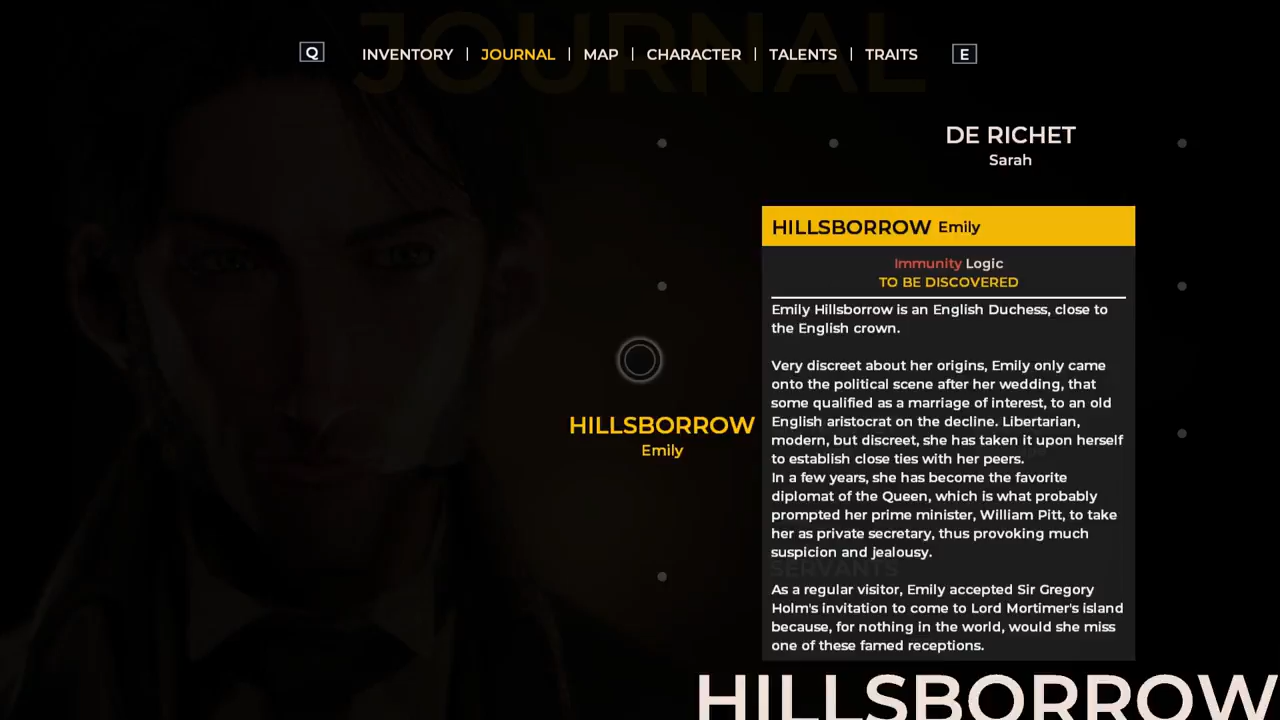 JOURNAL
Q INVENTORY | JOURNAL | MAP | CHARACTER | TALENTS | TRAITS E
DE RICHET
Sarah
HILLSBORROW Emily
Immunity Logic
TO BE DISCOVERED
Emily Hillsborrow is an English Duchess, close to
the English crown.
Very discreet about her origins, Emily only came
onto the political scene after her wedding, that
some qualified as a marriage of interest, to an old
English aristocrat on the decline. Libertarian,
modern, but discreet, she has taken it upon herself
to establish close ties with her peers.
In a few years, she has become the favorite
diplomat of the Queen, which is what probably
prompted her prime minister, William Pitt, to take
her as private secretary, thus provoking much
suspicion and jealousy.
SERVANTS
As a regular visitor, Emily accepted Sir Gregory
Holm's invitation to come to Lord Mortimer's island
because, for nothing in the world, would she miss
one of these famed receptions.
HILLSBORROW
Emily
HILLSBORROW